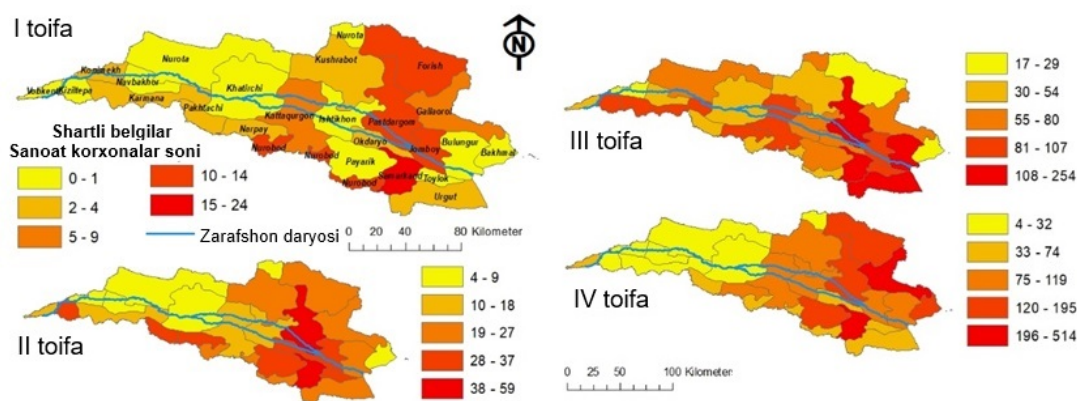 I toifa
Nurota
Kushrabot
Forish
Nurota
Konimekh
Navbakhor
Khatirchi
Vobkent
Qiziltepa
Karmana
Pakhtachi
Kattaqurgon
Ishtikhon
Pastdargom
Gallaorol
Narpay
Okdaryo
Jomboy
Bulungur
Bakhmal
Nurobod
Nurobod
Payarik
Samarkand
Toylok
Nurobod
Urgut
N
Shartli belgilar
Sanoat korxonalar soni
0 - 1
2 - 4
5 - 9
10 - 14
15 - 24
Zarafshon daryosi
0 20 40 80 Kilometer
II toifa
4 - 9
10 - 18
19 - 27
28 - 37
38 - 59
III toifa
17 - 29
30 - 54
55 - 80
81 - 107
108 - 254
IV toifa
4 - 32
33 - 74
75 - 119
120 - 195
196 - 514
0 25 50 100 Kilometer